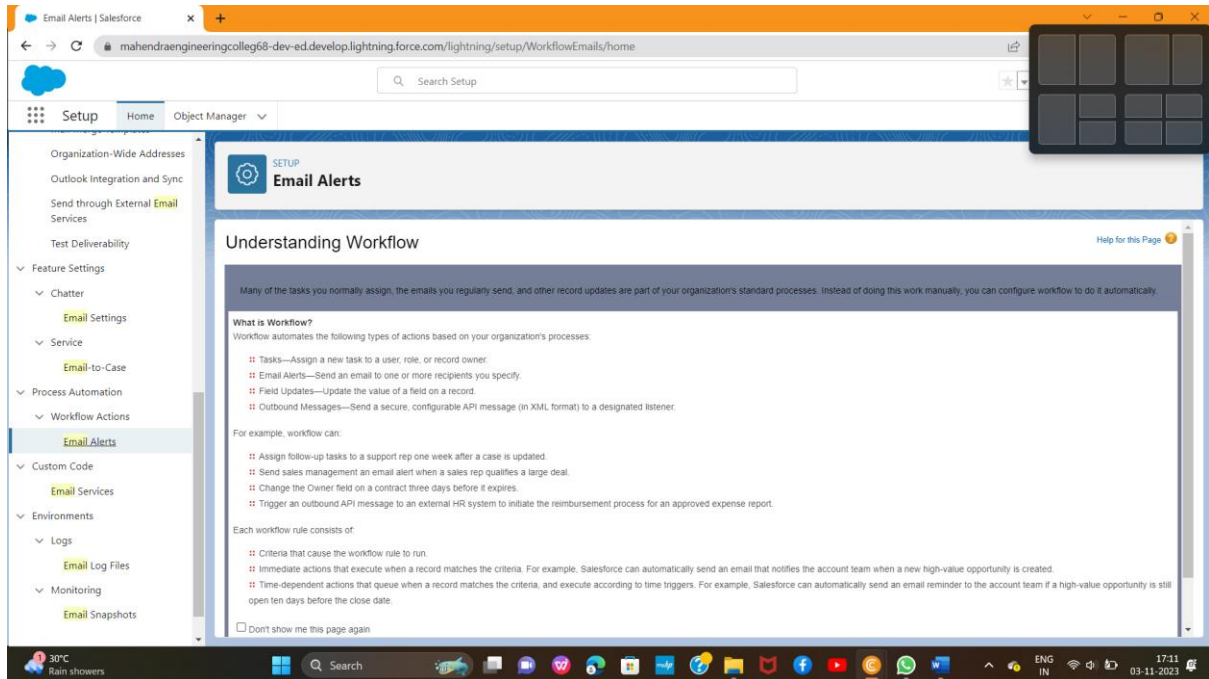 Email Alerts | Salesforce
mahendraengineeringcolleg68-dev-ed.develop.lightning.force.com/lightning/setup/WorkflowEmails/home
Search Setup
Setup Home Object Manager
Organization-Wide Addresses
Outlook Integration and Sync
Send through External Email
Services
Test Deliverability
Feature Settings
Chatter
Email Settings
Service
Email-to-Case
Process Automation
Workflow Actions
Email Alerts
Custom Code
Email Services
Environments
Logs
Email Log Files
Monitoring
Email Snapshots
SETUP
Email Alerts
Understanding Workflow
Help for this Page
Many of the tasks you normally assign, the emails you regularly send, and other record updates are part of your organization's standard processes. Instead of doing this work manually, you can configure workflow to do it automatically.
What is Workflow?
Workflow automates the following types of actions based on your organization's processes:
Tasks—Assign a new task to a user, role, or record owner.
Email Alerts—Send an email to one or more recipients you specify.
Field Updates—Update the value of a field on a record.
Outbound Messages—Send a secure, configurable API message (in XML format) to a designated listener.
For example, workflow can:
Assign follow-up tasks to a support rep one week after a case is updated.
Send sales management an email alert when a sales rep qualifies a large deal.
Change the Owner field on a contract three days before it expires.
Trigger an outbound API message to an external HR system to initiate the reimbursement process for an approved expense report.
Each workflow rule consists of:
Criteria that cause the workflow rule to run.
Immediate actions that execute when a record matches the criteria. For example, Salesforce can automatically send an email that notifies the account team when a new high-value opportunity is created.
Time-dependent actions that queue when a record matches the criteria, and execute according to time triggers. For example, Salesforce can automatically send an email reminder to the account team if a high-value opportunity is still
open ten days before the close date.
Don't show me this page again
1
30°C
Rain showers
Search
ENG
IN
17:11
03-11-2023